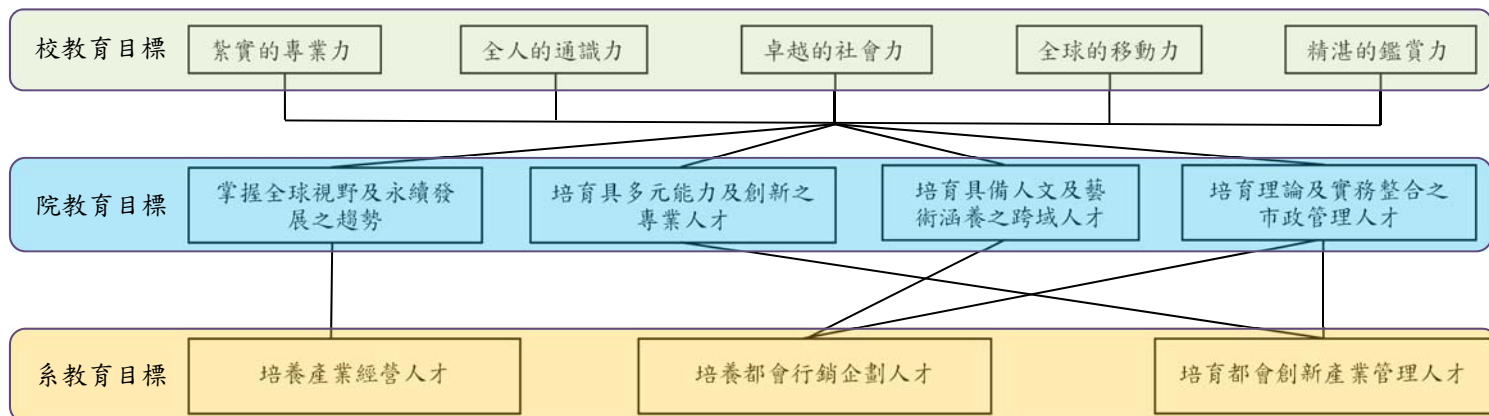 校教育目標
紮實的專業力
全人的通識力
卓越的社會力
全球的移動力
精湛的鑑賞力
院教育目標
掌握全球視野及永續發
展之趨勢
培育具多元能力及創新之
專業人才
培育具備人文及藝
術涵養之跨域人才
培育理論及實務整合之
市政管理人才
系教育目標
培養產業經營人才
培養都會行銷企劃人才
培育都會創新產業管理人才